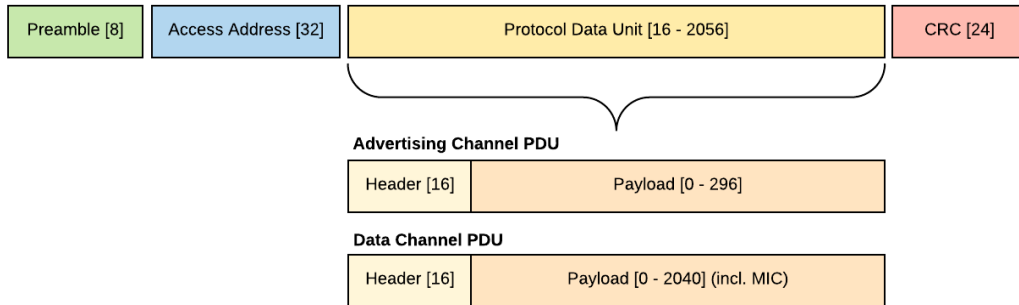 Preamble [8]
Access Address [32]
Protocol Data Unit [16 - 2056]
CRC [24]
Advertising Channel PDU
Header [16]
Payload [0 - 296]
Data Channel PDU
Header [16]
Payload [0 - 2040] (incl. MIC)